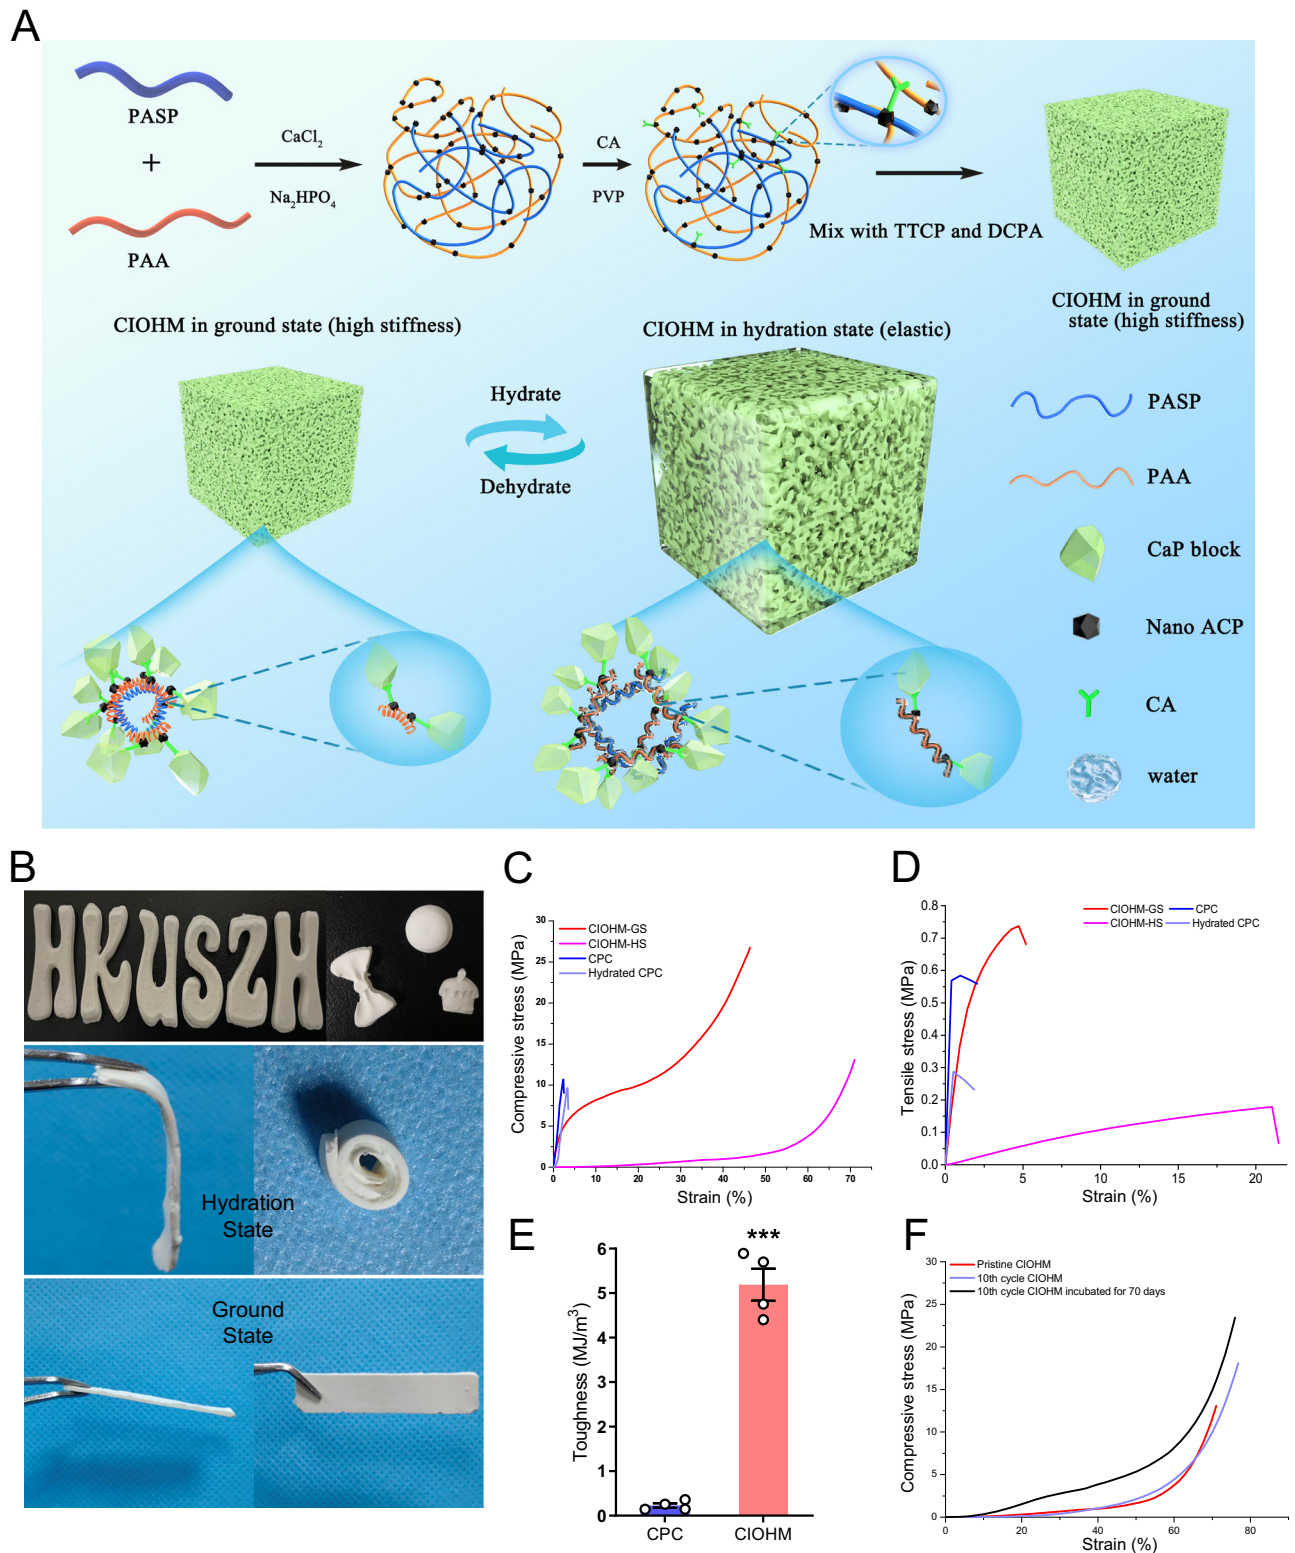 A
PASP
+
PAA
CaCl₂
Na₂HPO₄
CA
PVP
Mix with TTCP and DCPA
CIOHM in ground
state (high stiffness)
CIOHM in ground state (high stiffness)
CIOHM in hydration state (elastic)
Hydrate
Dehydrate
PASP
PAA
CaP block
Nano ACP
CA
water
B
HKUSZH
Hydration
State
Ground
State
C
Compressive stress (MPa)
30
25
20
15
10
5
0
CIOHM-GS
CIOHM-HS
CPC
Hydrated CPC
0 10 20 30 40 50 60 70
Strain (%)
D
Tensile stress (MPa)
0.8
0.7
0.6
0.5
0.4
0.3
0.2
0.1
0.0
CIOHM-GS CPC
CIOHM-HS Hydrated CPC
0 5 10 15 20
Strain (%)
E
Toughness (MJ/m³)
6
5
4
3
2
1
0
***
CPC CIOHM
F
Compressive stress (MPa)
30
25
20
15
10
5
0
Pristine CIOHM
10th cycle CIOHM
10th cycle CIOHM incubated for 70 days
0 20 40 60 80
Strain (%)